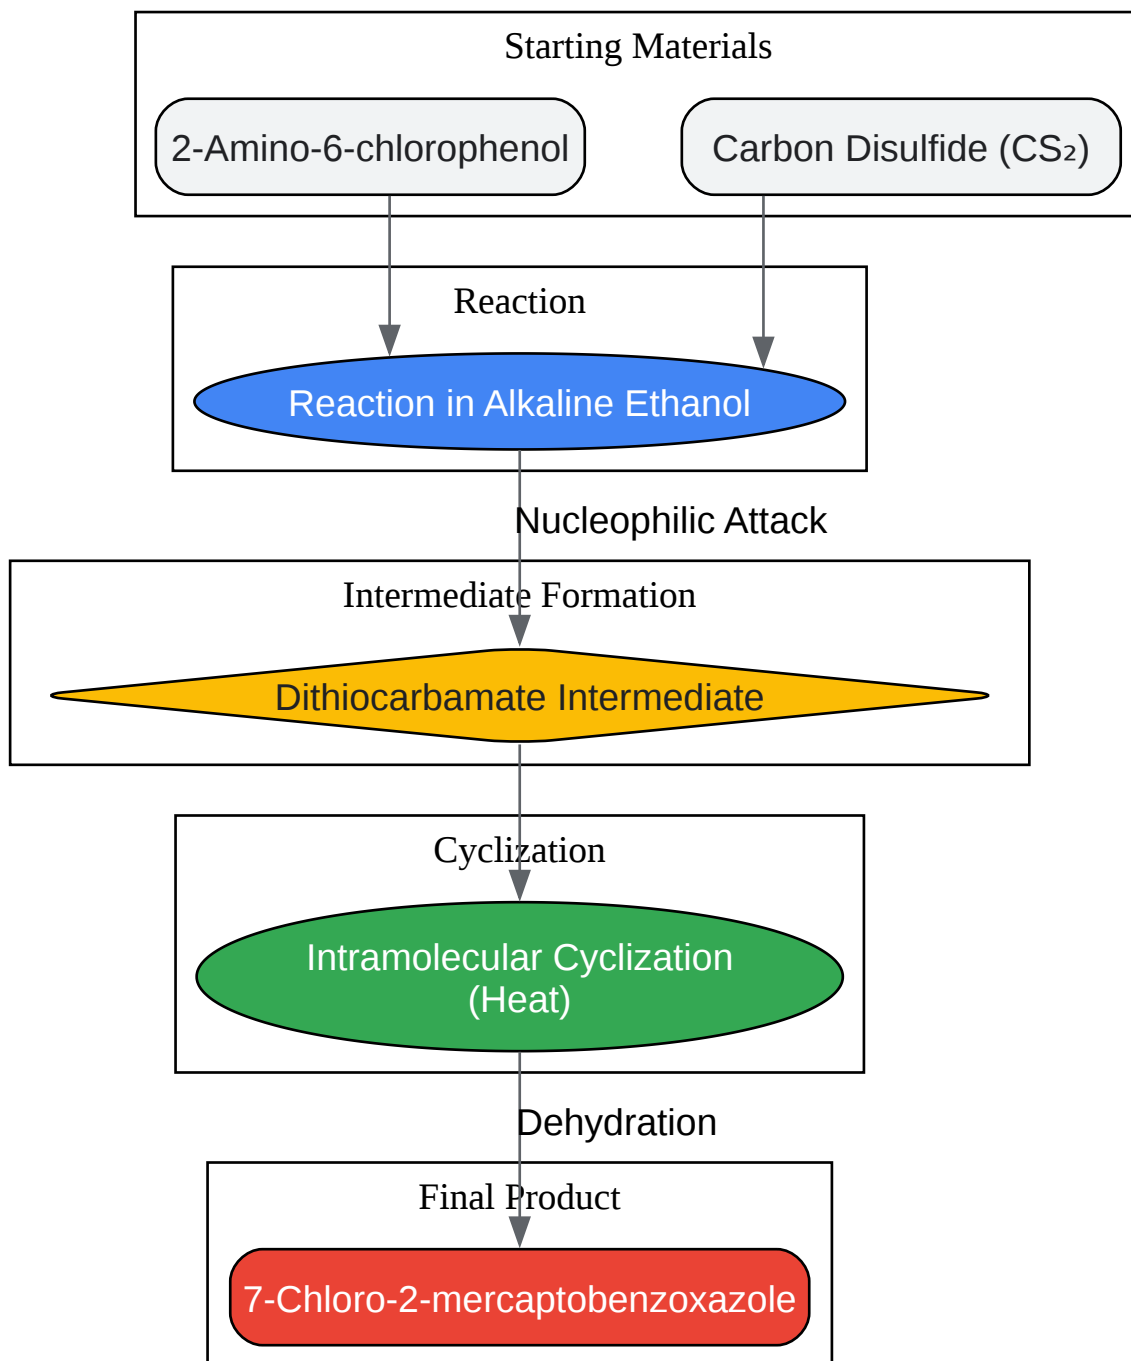 Starting Materials
2-Amino-6-chlorophenol
Carbon Disulfide (CS₂)
Reaction
Reaction in Alkaline Ethanol
Nucleophilic Attack
Intermediate Formation
Dithiocarbamate Intermediate
Cyclization
Intramolecular Cyclization
(Heat)
Dehydration
Final Product
7-Chloro-2-mercaptobenzoxazole